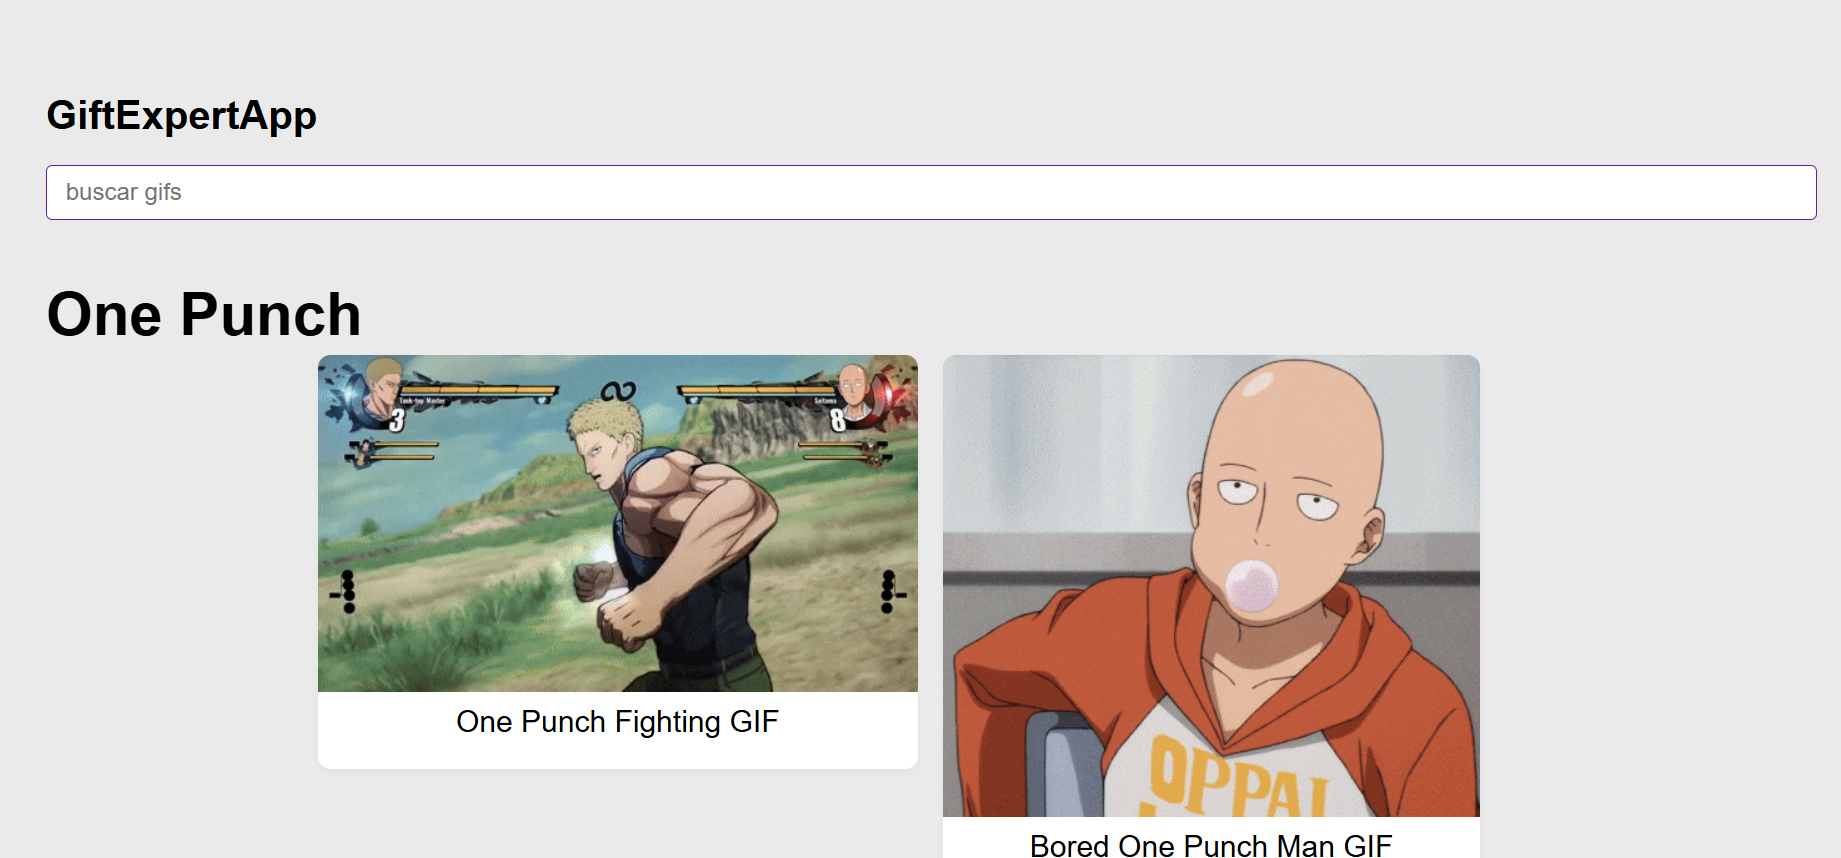 GiftExpertApp
buscar gifs
One Punch
Tank-top Master
Saitama
3
8
One Punch Fighting GIF
OPPAI
Bored One Punch Man GIF